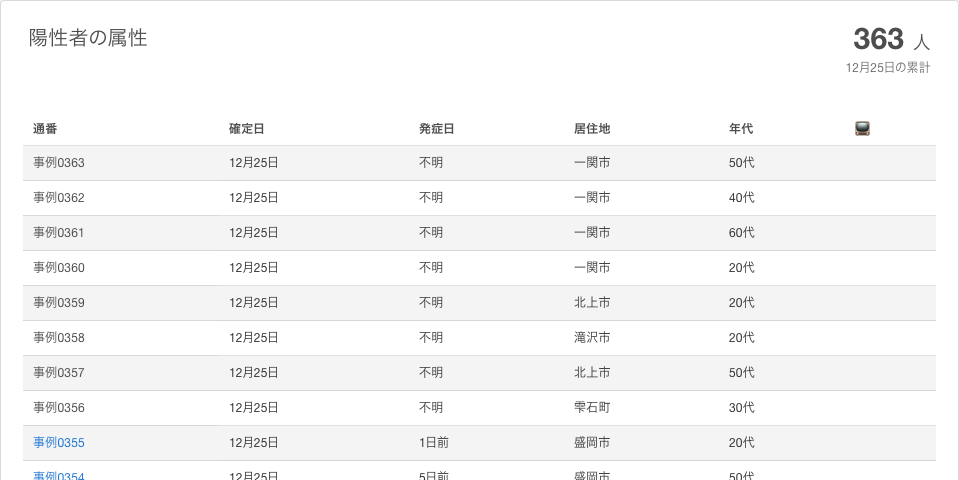 陽性者の属性
363 人
12月25日の累計
通番 確定日 発症日 居住地 年代
事例0363 12月25日 不明 一関市 50代
事例0362 12月25日 不明 一関市 40代
事例0361 12月25日 不明 一関市 60代
事例0360 12月25日 不明 一関市 20代
事例0359 12月25日 不明 北上市 20代
事例0358 12月25日 不明 滝沢市 20代
事例0357 12月25日 不明 北上市 50代
事例0356 12月25日 不明 雫石町 30代
事例0355 12月25日 1日前 盛岡市 20代
事例0354 12月25日 5日前 盛岡市 50代